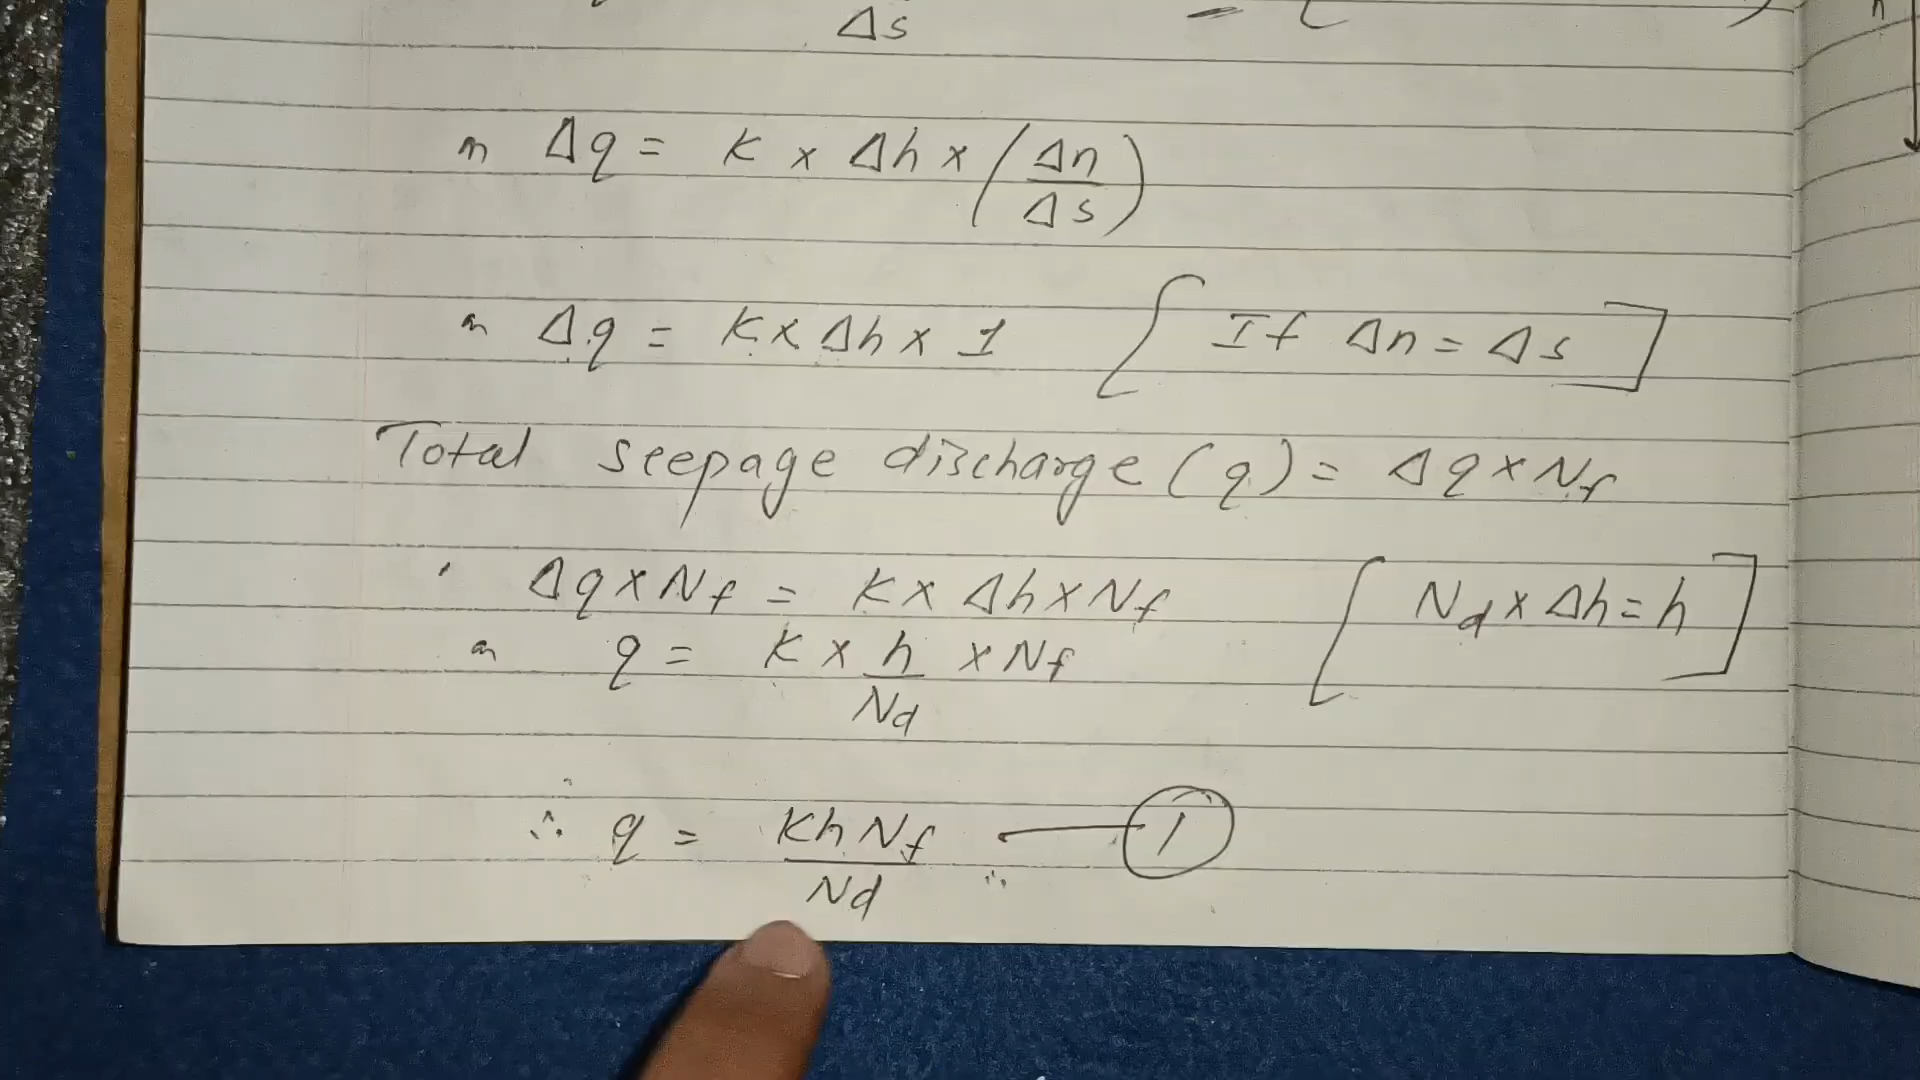 Δs
n Δq = K x Δh x (Δn/Δs)
n Δq = K x Δh x 1 [If Δn = Δs]
Total seepage discharge (q) = Δq x Nf
Δq x Nf = K x Δh x Nf [Nd x Δh = h]
n q = K x h/Nd x Nf
∴ q = KhNf/Nd — 1